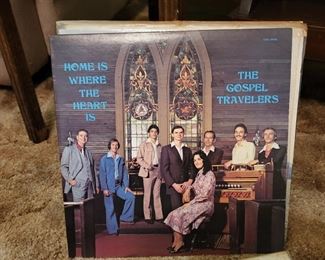 HOME IS
WHERE
THE
HEART
IS
THE
GOSPEL
TRAVELERS